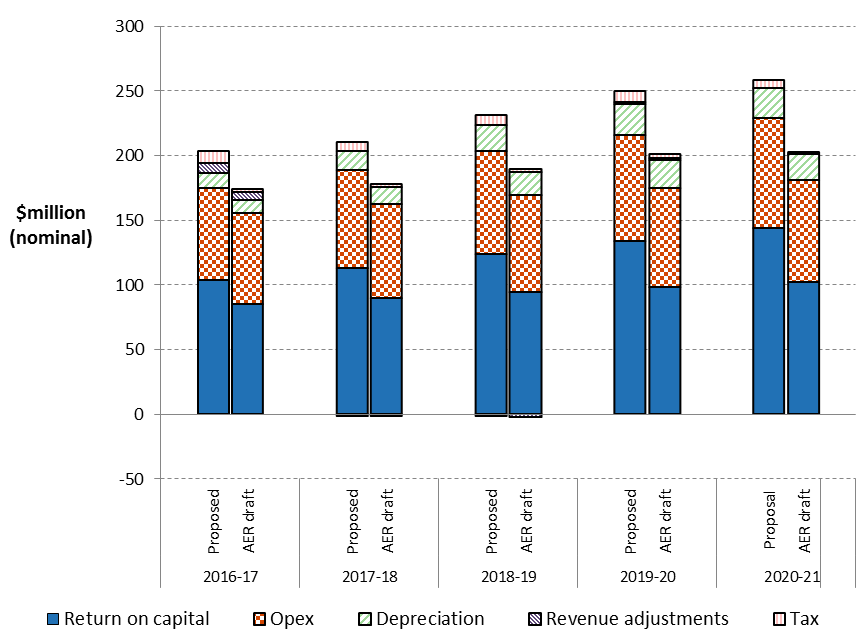 300
250
200
150
100
50
0
-50
$million
(nominal)
Proposed
AER draft
Proposed
AER draft
Proposed
AER draft
Proposed
AER draft
Proposal
AER draft
2016-17
2017-18
2018-19
2019-20
2020-21
Return on capital
Opex
Depreciation
Revenue adjustments
Tax